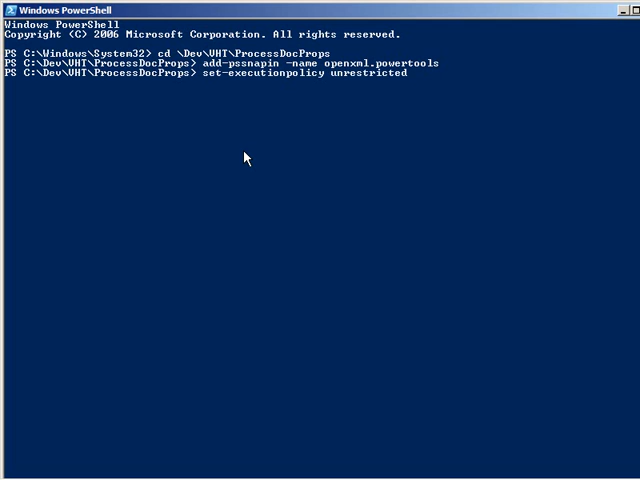 Windows PowerShell
Windows PowerShell
Copyright (C) 2006 Microsoft Corporation. All rights reserved.
PS C:\Windows\System32> cd \Dev\VHT\ProcessDocProps
PS C:\Dev\VHT\ProcessDocProps> add-pssnapin -name openxml.powertools
PS C:\Dev\VHT\ProcessDocProps> set-executionpolicy unrestricted